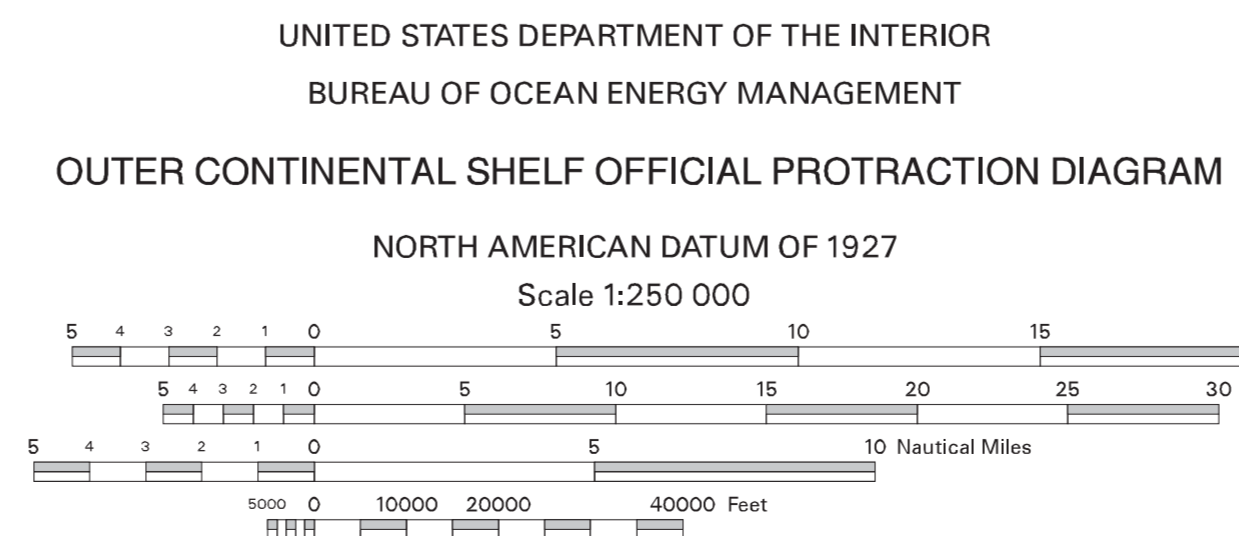 UNITED STATES DEPARTMENT OF THE INTERIOR
BUREAU OF OCEAN ENERGY MANAGEMENT
OUTER CONTINENTAL SHELF OFFICIAL PROTRACTION DIAGRAM
NORTH AMERICAN DATUM OF 1927
Scale 1:250 000
5 4 3 2 1 0 5 10 15
5 4 3 2 1 0 5 10 15 20 25 30
5 4 3 2 1 0 5 10 Nautical Miles
5000 0 10000 20000 40000 Feet